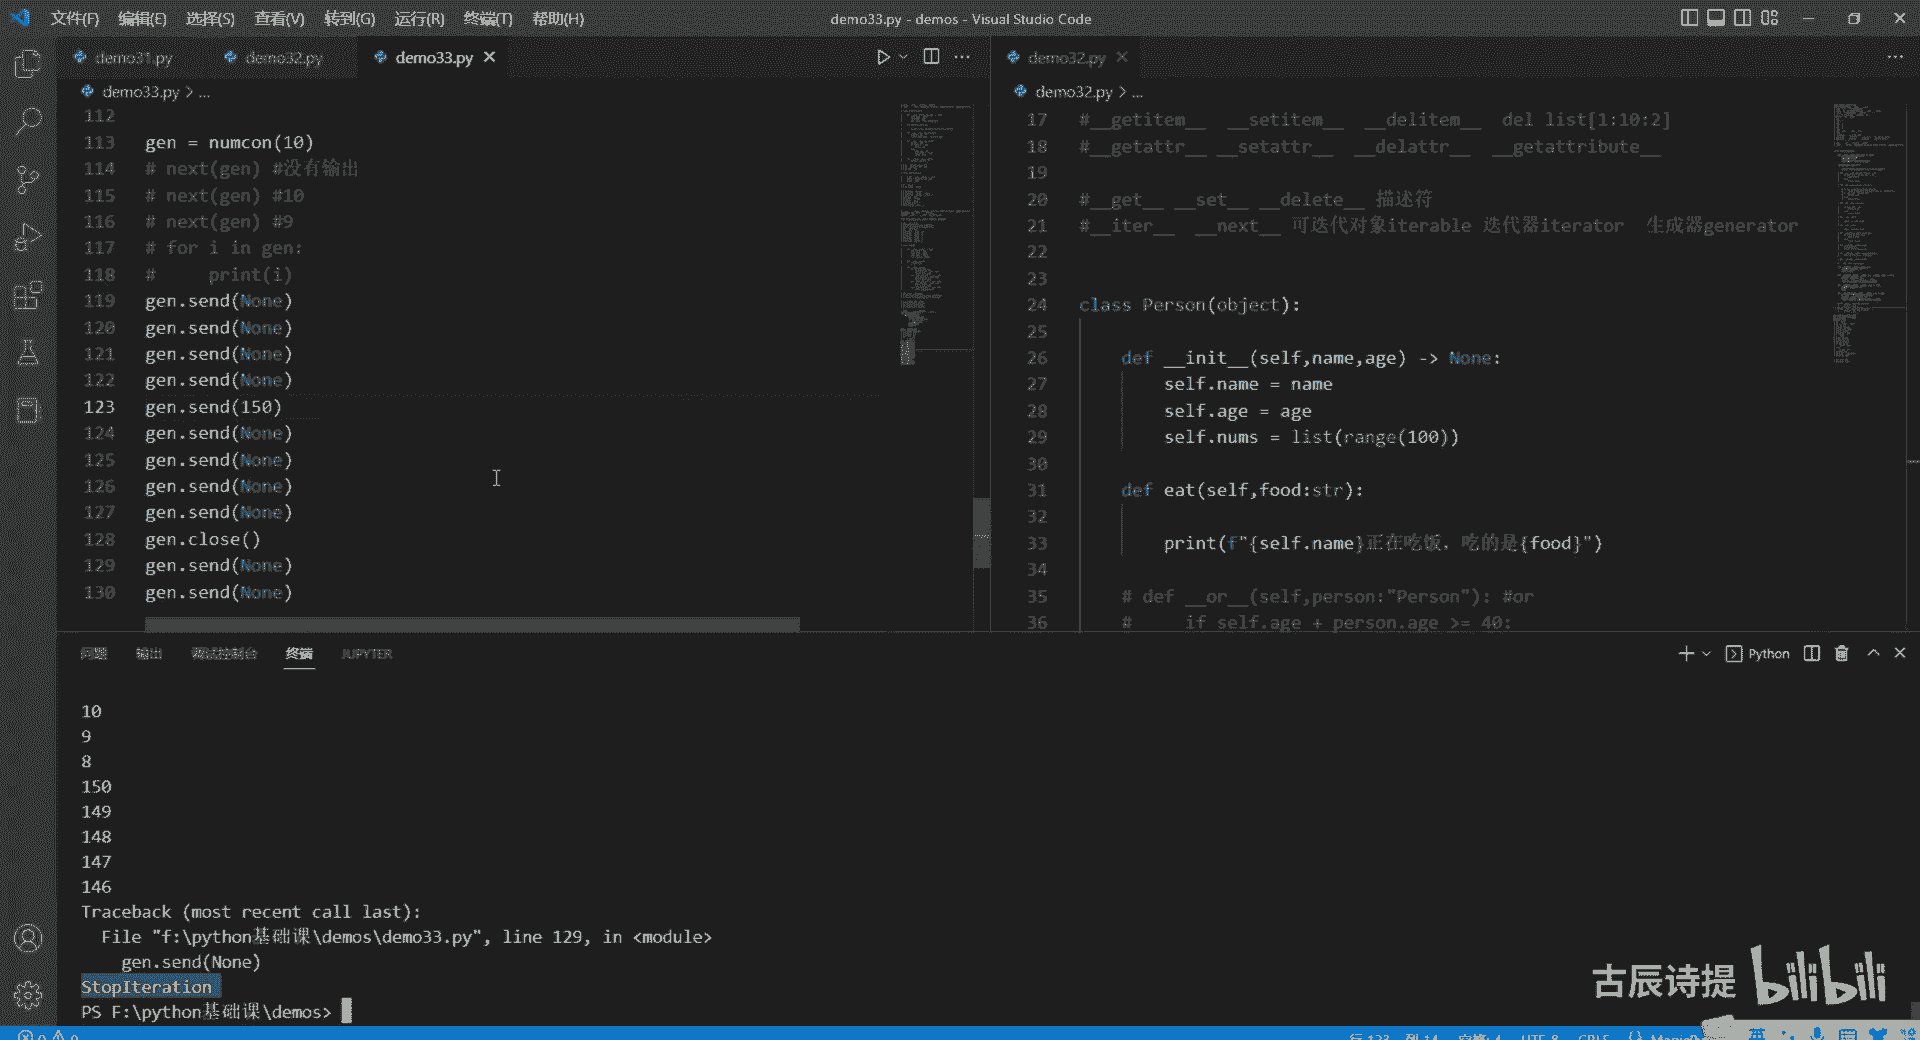 文件(F) 编辑(E) 选择(S) 查看(V) 转到(G) 运行(R) 终端(T) 帮助(H) demo33.py - demos - Visual Studio Code
demo31.py demo32.py demo33.py
demo33.py > ...
112
113 gen = numcon(10)
114 # next(gen) #没有输出
115 # next(gen) #10
116 # next(gen) #9
117 # for i in gen:
118 # print(i)
119 gen.send(None)
120 gen.send(None)
121 gen.send(None)
122 gen.send(None)
123 gen.send(150)
124 gen.send(None)
125 gen.send(None)
126 gen.send(None)
127 gen.send(None)
128 gen.close()
129 gen.send(None)
130 gen.send(None)
demo32.py
demo32.py > ...
17 #__getitem__ __setitem__ __delitem__ del list[1:10:2]
18 #__getattr__ __setattr__ __delattr__ __getattribute__
19
20 #__get__ __set__ __delete__ 描述符
21 #__iter__ __next__ 可迭代对象iterable 迭代器iterator 生成器generator
22
23
24 class Person(object):
25
26 def __init__(self,name,age) -> None:
27 self.name = name
28 self.age = age
29 self.nums = list(range(100))
30
31 def eat(self,food:str):
32
33 print(f"{self.name}正在吃饭，吃的是{food}")
34
35 # def __or__(self,person:"Person"): #or
36 # if self.age + person.age >= 40:
问题 输出 调试控制台 终端 JUPYTER
Python
10
9
8
150
149
148
147
146
Traceback (most recent call last):
File "f:\python基础课\demos\demo33.py", line 129, in <module>
gen.send(None)
StopIteration
PS F:\python基础课\demos>
古辰诗提 bilibili